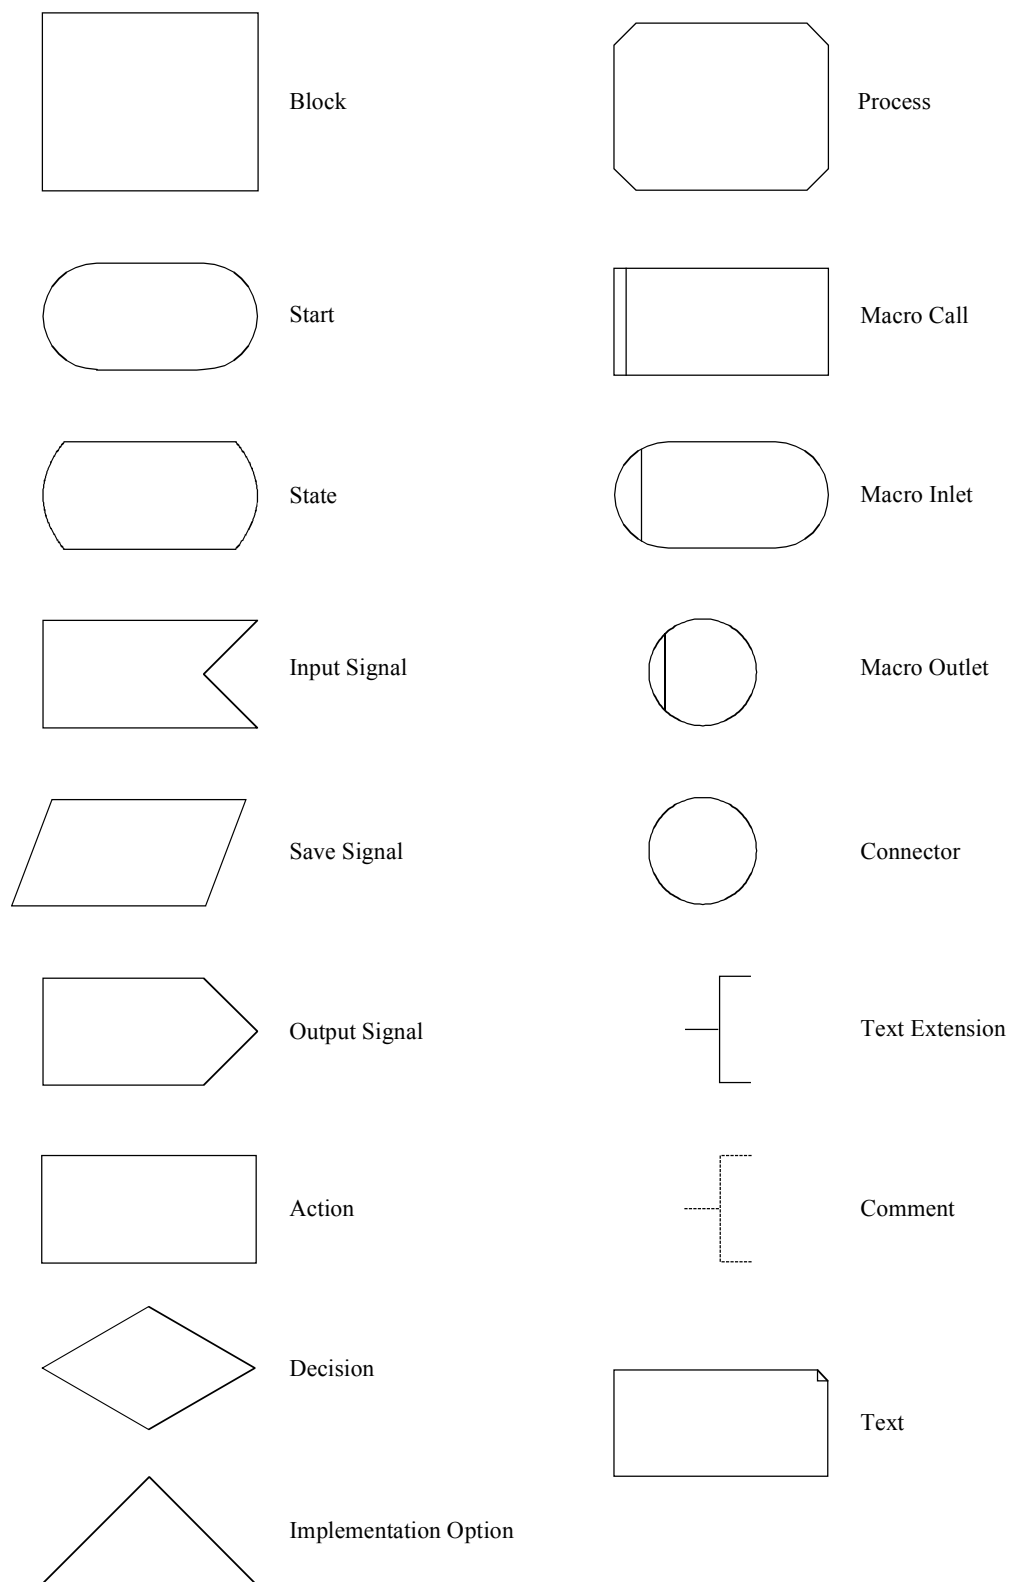 Block
Process
Start
Macro Call
State
Macro Inlet
Input Signal
Macro Outlet
Save Signal
Connector
Output Signal
Text Extension
Action
Comment
Decision
Text
Implementation Option